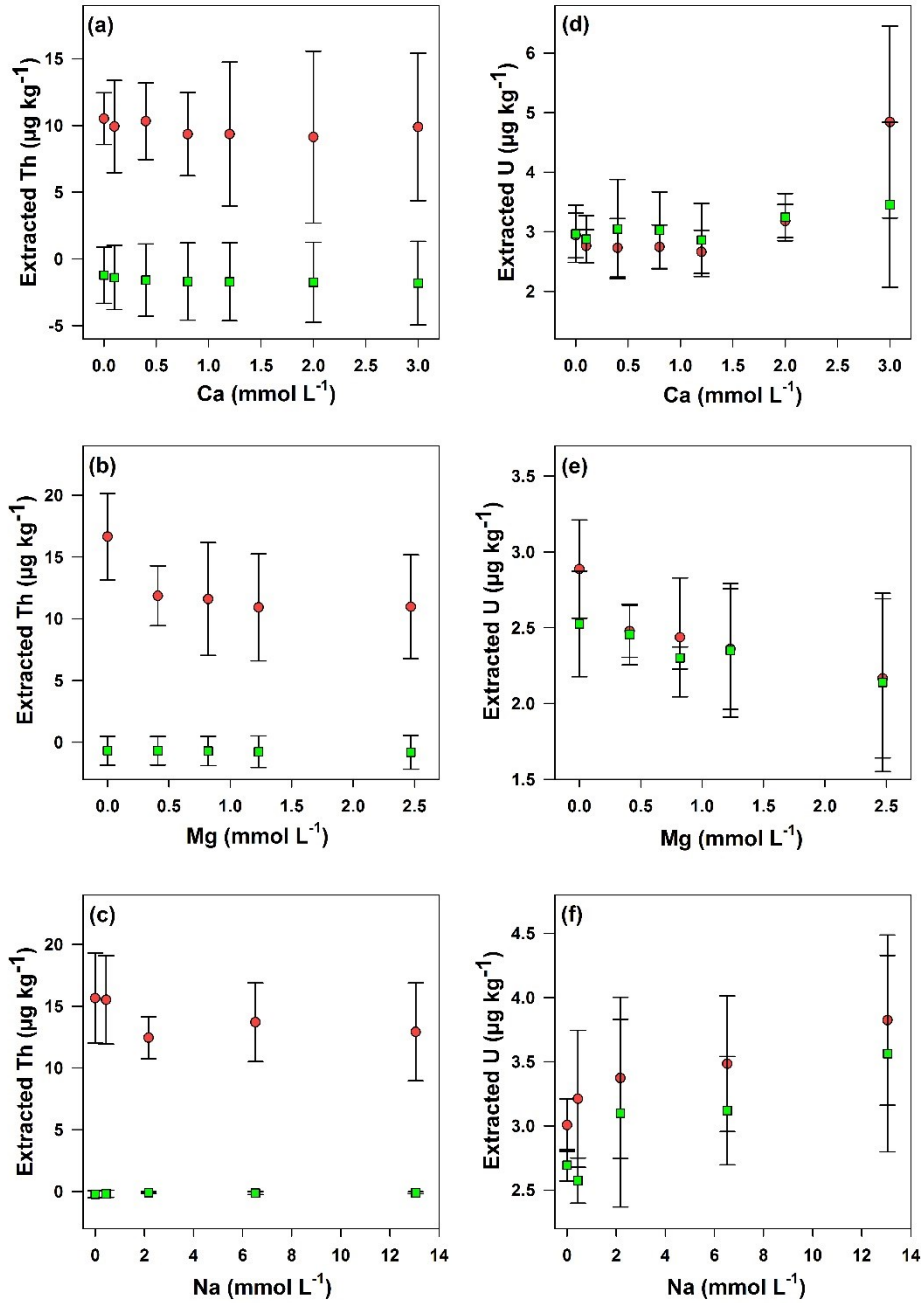 (a)
Extracted Th (µg kg⁻¹)
15
10
5
0
-5
0.0 0.5 1.0 1.5 2.0 2.5 3.0
Ca (mmol L⁻¹)
(d)
Extracted U (µg kg⁻¹)
6
5
4
3
2
0.0 0.5 1.0 1.5 2.0 2.5 3.0
Ca (mmol L⁻¹)
(b)
Extracted Th (µg kg⁻¹)
20
15
10
5
0
0.0 0.5 1.0 1.5 2.0 2.5
Mg (mmol L⁻¹)
(e)
Extracted U (µg kg⁻¹)
3.5
3.0
2.5
2.0
1.5
0.0 0.5 1.0 1.5 2.0 2.5
Mg (mmol L⁻¹)
(c)
Extracted Th (µg kg⁻¹)
20
15
10
5
0
0 2 4 6 8 10 12 14
Na (mmol L⁻¹)
(f)
Extracted U (µg kg⁻¹)
4.5
4.0
3.5
3.0
2.5
0 2 4 6 8 10 12 14
Na (mmol L⁻¹)